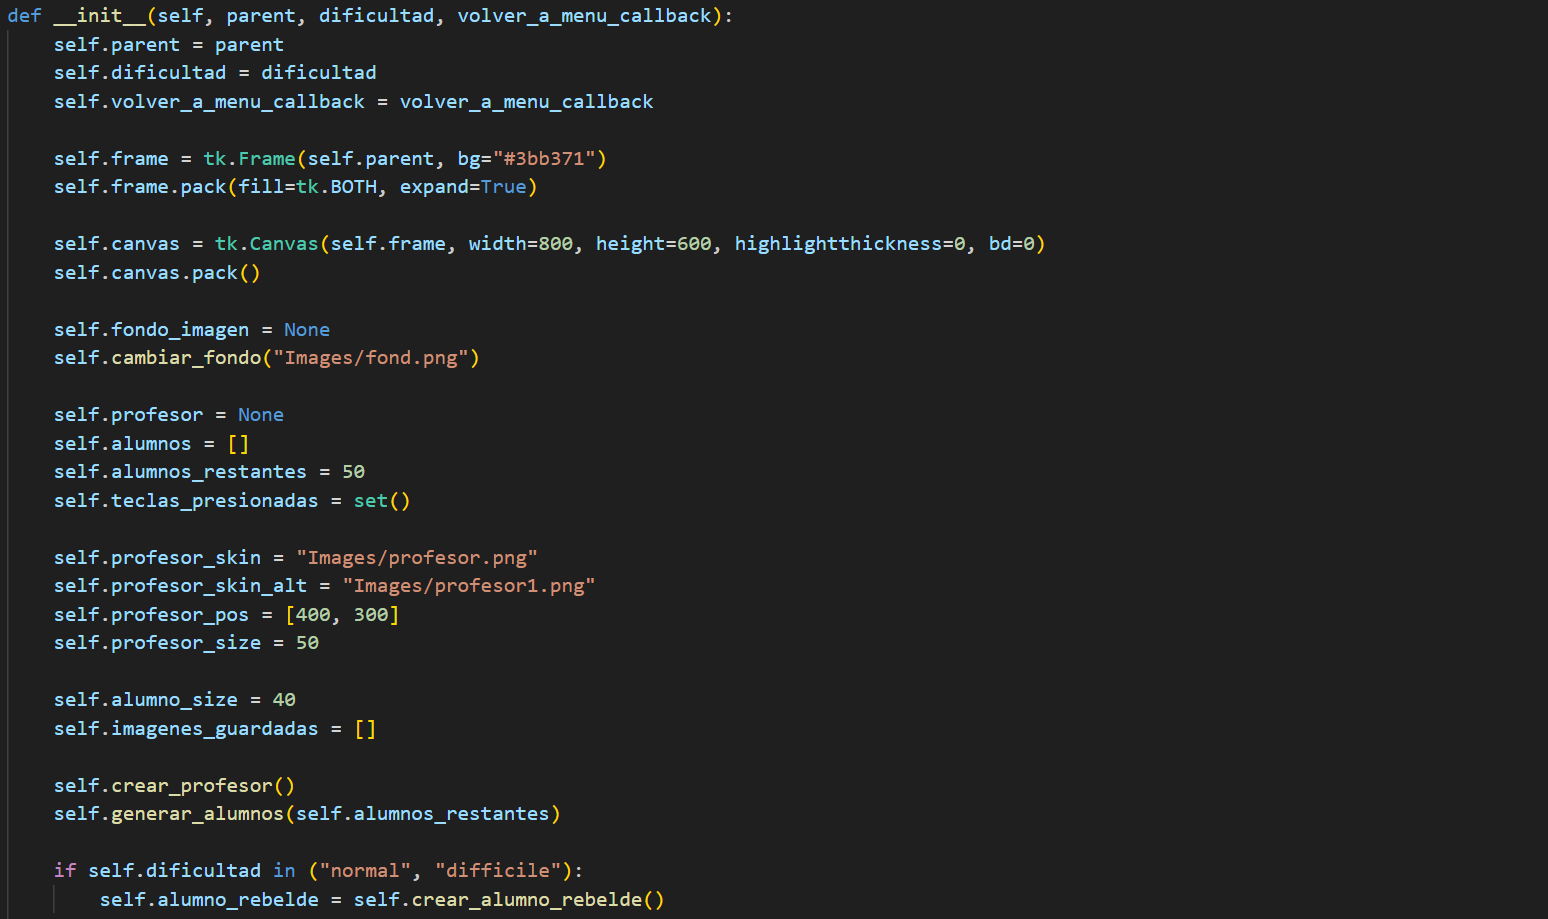 def __init__(self, parent, dificultad, volver_a_menu_callback):
    self.parent = parent
    self.dificultad = dificultad
    self.volver_a_menu_callback = volver_a_menu_callback

    self.frame = tk.Frame(self.parent, bg="#3bb371")
    self.frame.pack(fill=tk.BOTH, expand=True)

    self.canvas = tk.Canvas(self.frame, width=800, height=600, highlightthickness=0, bd=0)
    self.canvas.pack()

    self.fondo_imagen = None
    self.cambiar_fondo("Images/fond.png")

    self.profesor = None
    self.alumnos = []
    self.alumnos_restantes = 50
    self.teclas_presionadas = set()

    self.profesor_skin = "Images/profesor.png"
    self.profesor_skin_alt = "Images/profesor1.png"
    self.profesor_pos = [400, 300]
    self.profesor_size = 50

    self.alumno_size = 40
    self.imagenes_guardadas = []

    self.crear_profesor()
    self.generar_alumnos(self.alumnos_restantes)

    if self.dificultad in ("normal", "difficile"):
        self.alumno_rebelde = self.crear_alumno_rebelde()